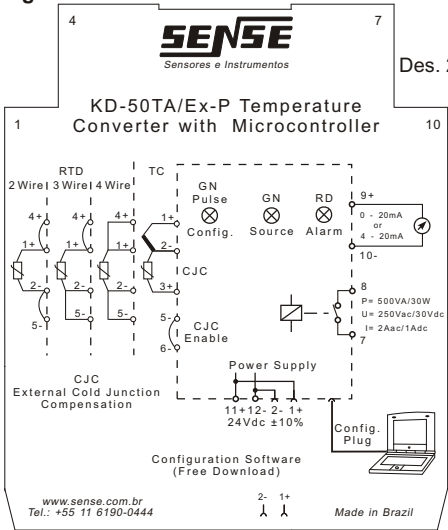 4 7
SENSE
Sensores e Instrumentos
Des. 2
KD-50TA/Ex-P Temperature
1 Converter with Microcontroller 10
RTD TC
2 Wire 3 Wire 4 Wire
GN GN RD
Pulse
Config. Source Alarm
4+ 4+ 4+ 1+
1+ 1+ 1+ 2-
CJC
2- 2- 2- 3+
5- 5- 5- 5-
CJC
Enable
6-
9+
0 - 20mA
or
4 - 20mA
10-
8
P= 500VA/30W
U= 250Vac/30Vdc
I= 2Aac/1Adc
7
Power Supply
11+12- 2- 1+
24Vdc ±10%
Config.
Plug
CJC
External Cold Junction
Compensation
Configuration Software
(Free Download)
www.sense.com.br
Tel.: +55 11 6190-0444
2- 1+
Made in Brazil